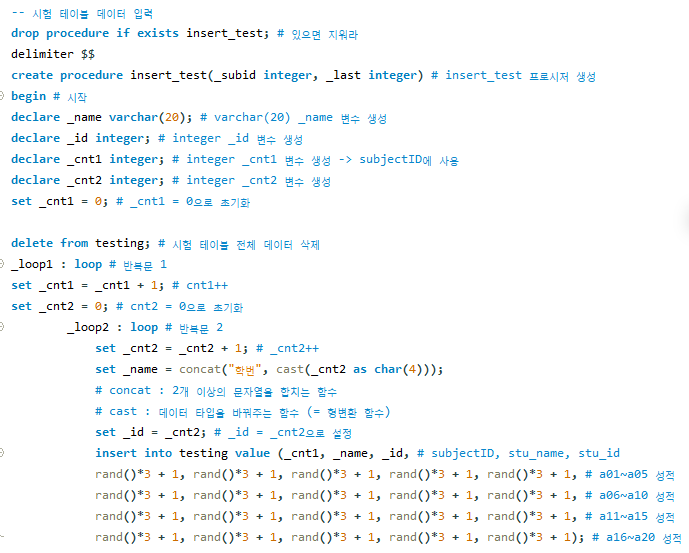 -- 시험 테이블 데이터 입력
drop procedure if exists insert_test; # 있으면 지워라
delimiter $$
create procedure insert_test(_subid integer, _last integer) # insert_test 프로시저 생성
begin # 시작
declare _name varchar(20); # varchar(20) _name 변수 생성
declare _id integer; # integer _id 변수 생성
declare _cnt1 integer; # integer _cnt1 변수 생성 -> subjectID에 사용
declare _cnt2 integer; # integer _cnt2 변수 생성
set _cnt1 = 0; # _cnt1 = 0으로 초기화
delete from testing; # 시험 테이블 전체 데이터 삭제
_loop1 : loop # 반복문 1
set _cnt1 = _cnt1 + 1; # cnt1++
set _cnt2 = 0; # cnt2 = 0으로 초기화
_loop2 : loop # 반복문 2
set _cnt2 = _cnt2 + 1; # _cnt2++
set _name = concat("학번", cast(_cnt2 as char(4)));
# concat : 2개 이상의 문자열을 합치는 함수
# cast : 데이터 타입을 바꿔주는 함수 (= 형변환 함수)
set _id = _cnt2; # _id = _cnt2으로 설정
insert into testing value (_cnt1, _name, _id, # subjectID, stu_name, stu_id
rand()*3 + 1, rand()*3 + 1, rand()*3 + 1, rand()*3 + 1, rand()*3 + 1, # a01~a05 성적
rand()*3 + 1, rand()*3 + 1, rand()*3 + 1, rand()*3 + 1, rand()*3 + 1, # a06~a10 성적
rand()*3 + 1, rand()*3 + 1, rand()*3 + 1, rand()*3 + 1, rand()*3 + 1, # a11~a15 성적
rand()*3 + 1, rand()*3 + 1, rand()*3 + 1, rand()*3 + 1, rand()*3 + 1); # a16~a20 성적